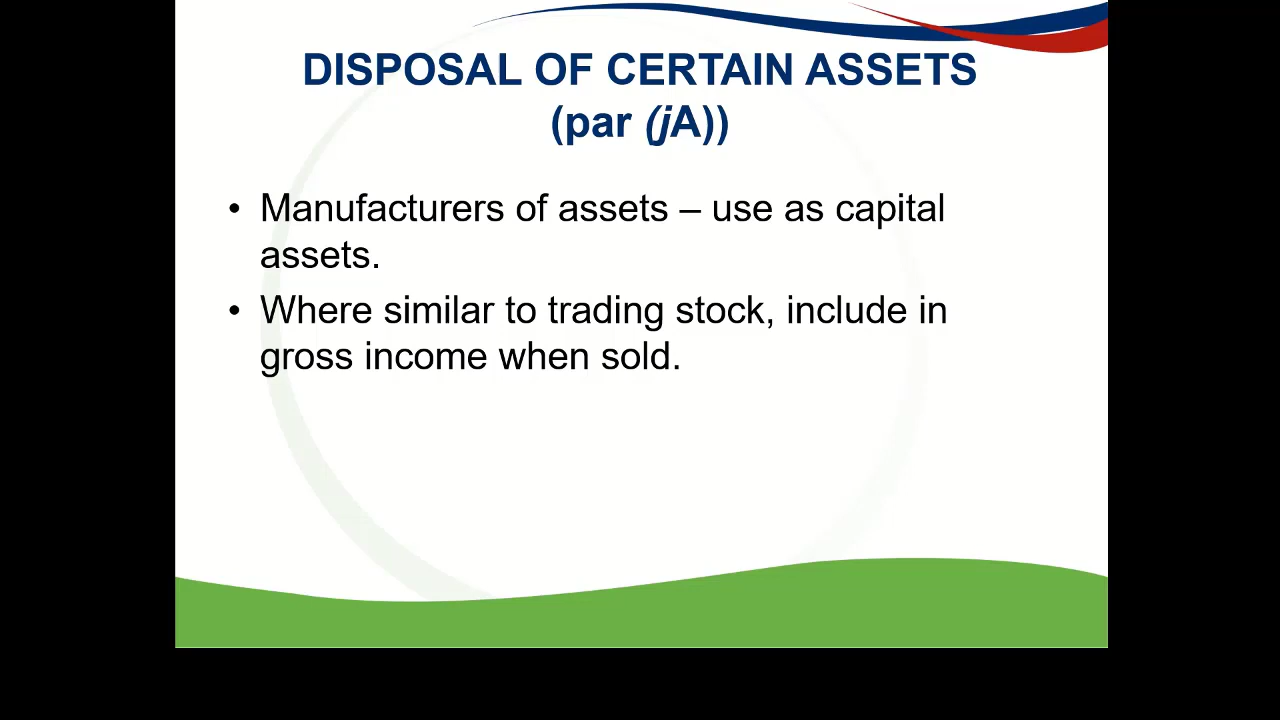 DISPOSAL OF CERTAIN ASSETS
(par (jA))
• Manufacturers of assets – use as capital
assets.
• Where similar to trading stock, include in
gross income when sold.